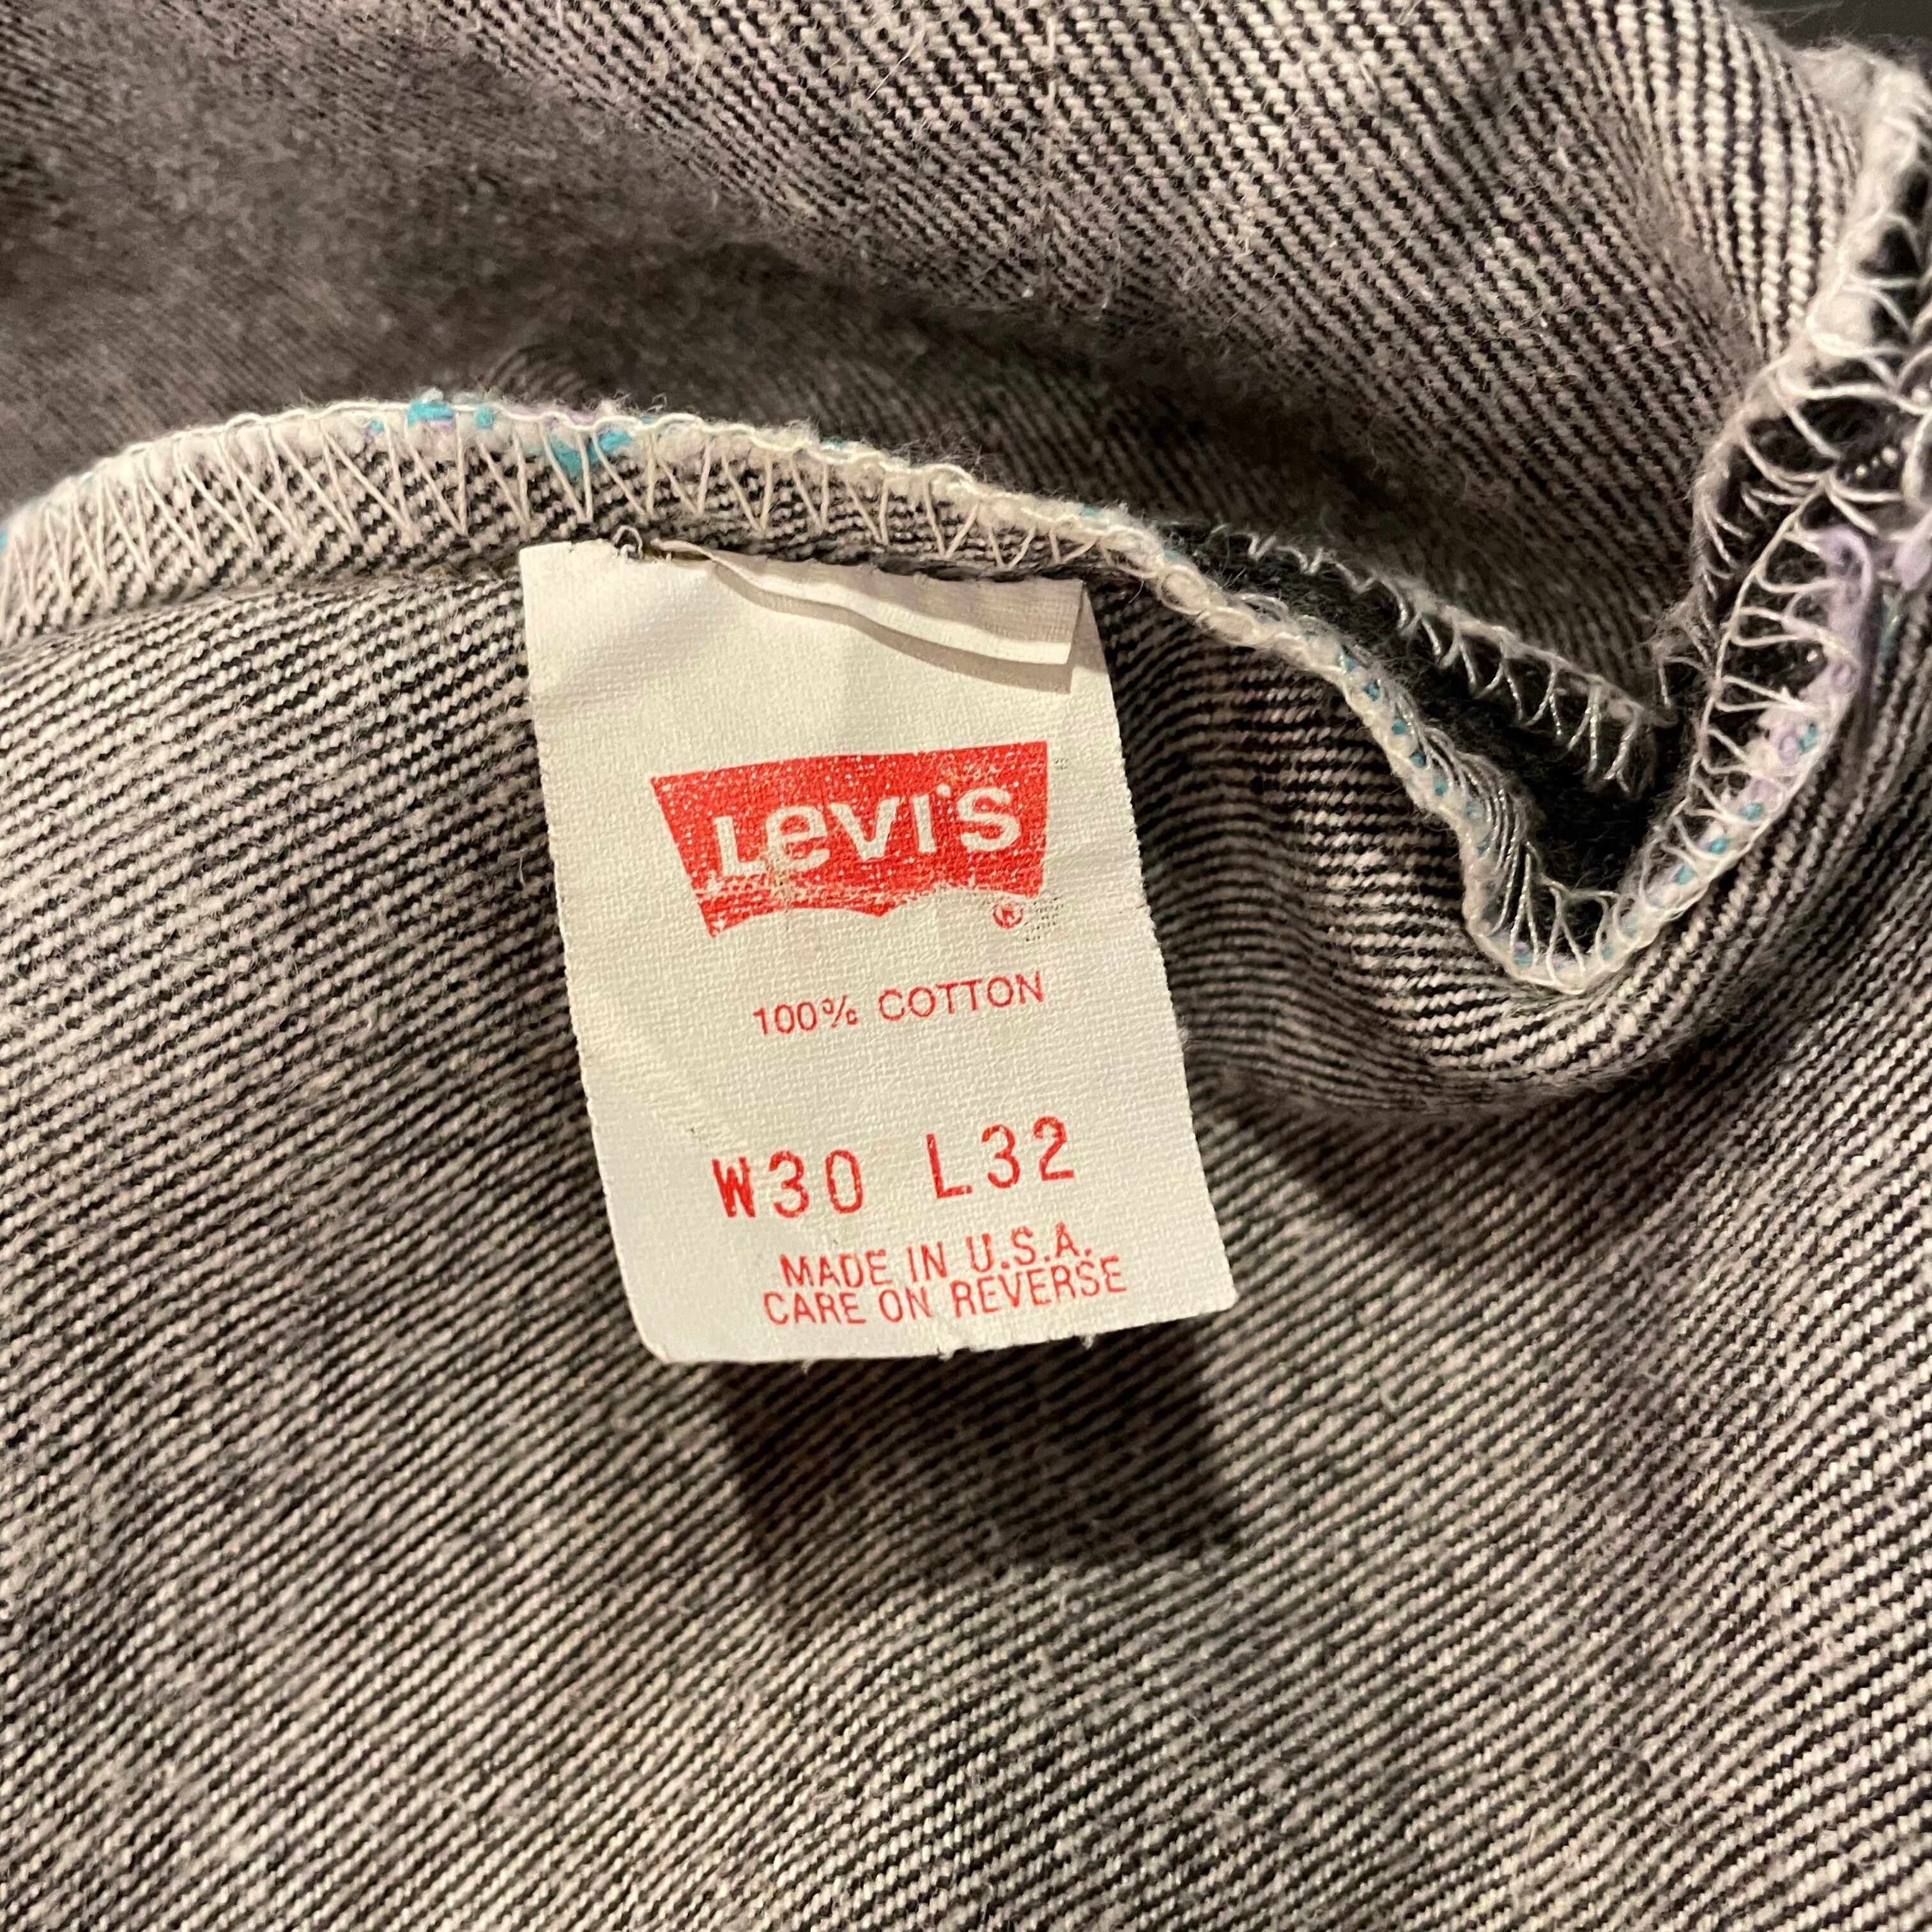 Levi's
®
100% COTTON
W30 L32
MADE IN U.S.A.
CARE ON REVERSE